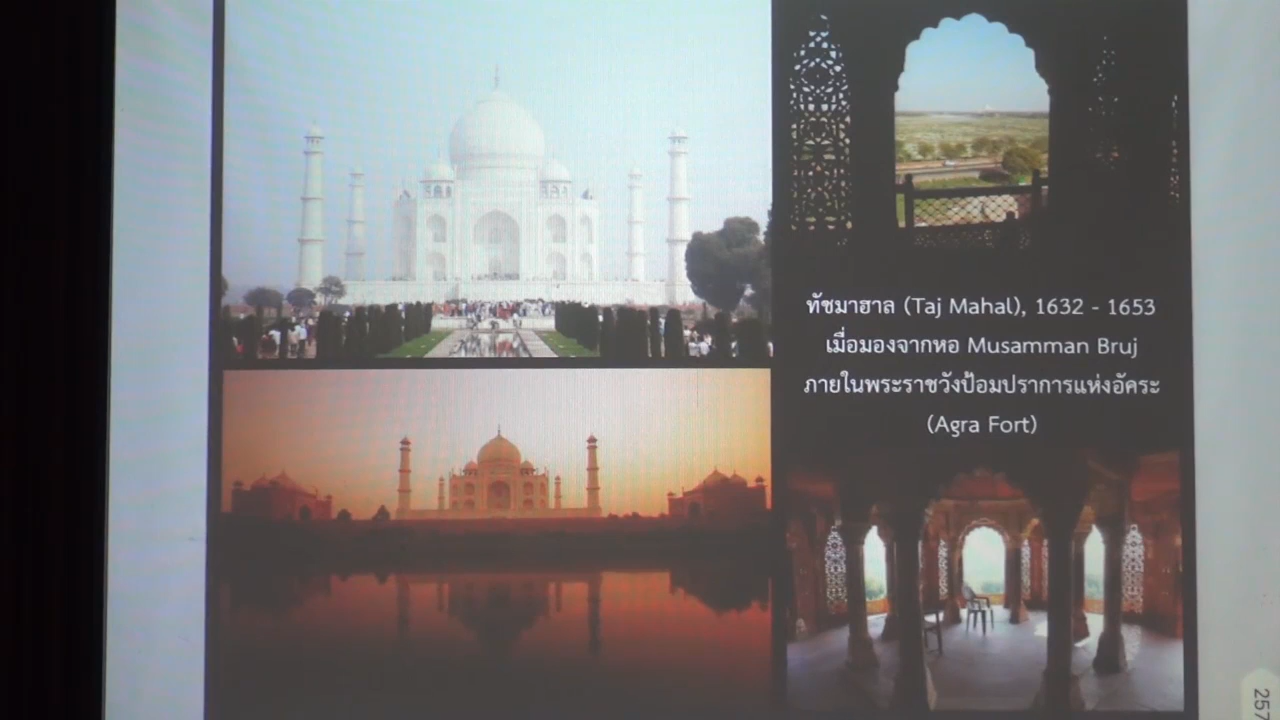 ทัชมาฮาล (Taj Mahal), 1632 - 1653
เมื่อมองจากหอ Musamman Bruj
ภายในพระราชวังป้อมปราการแห่งอัคระ
(Agra Fort)
257